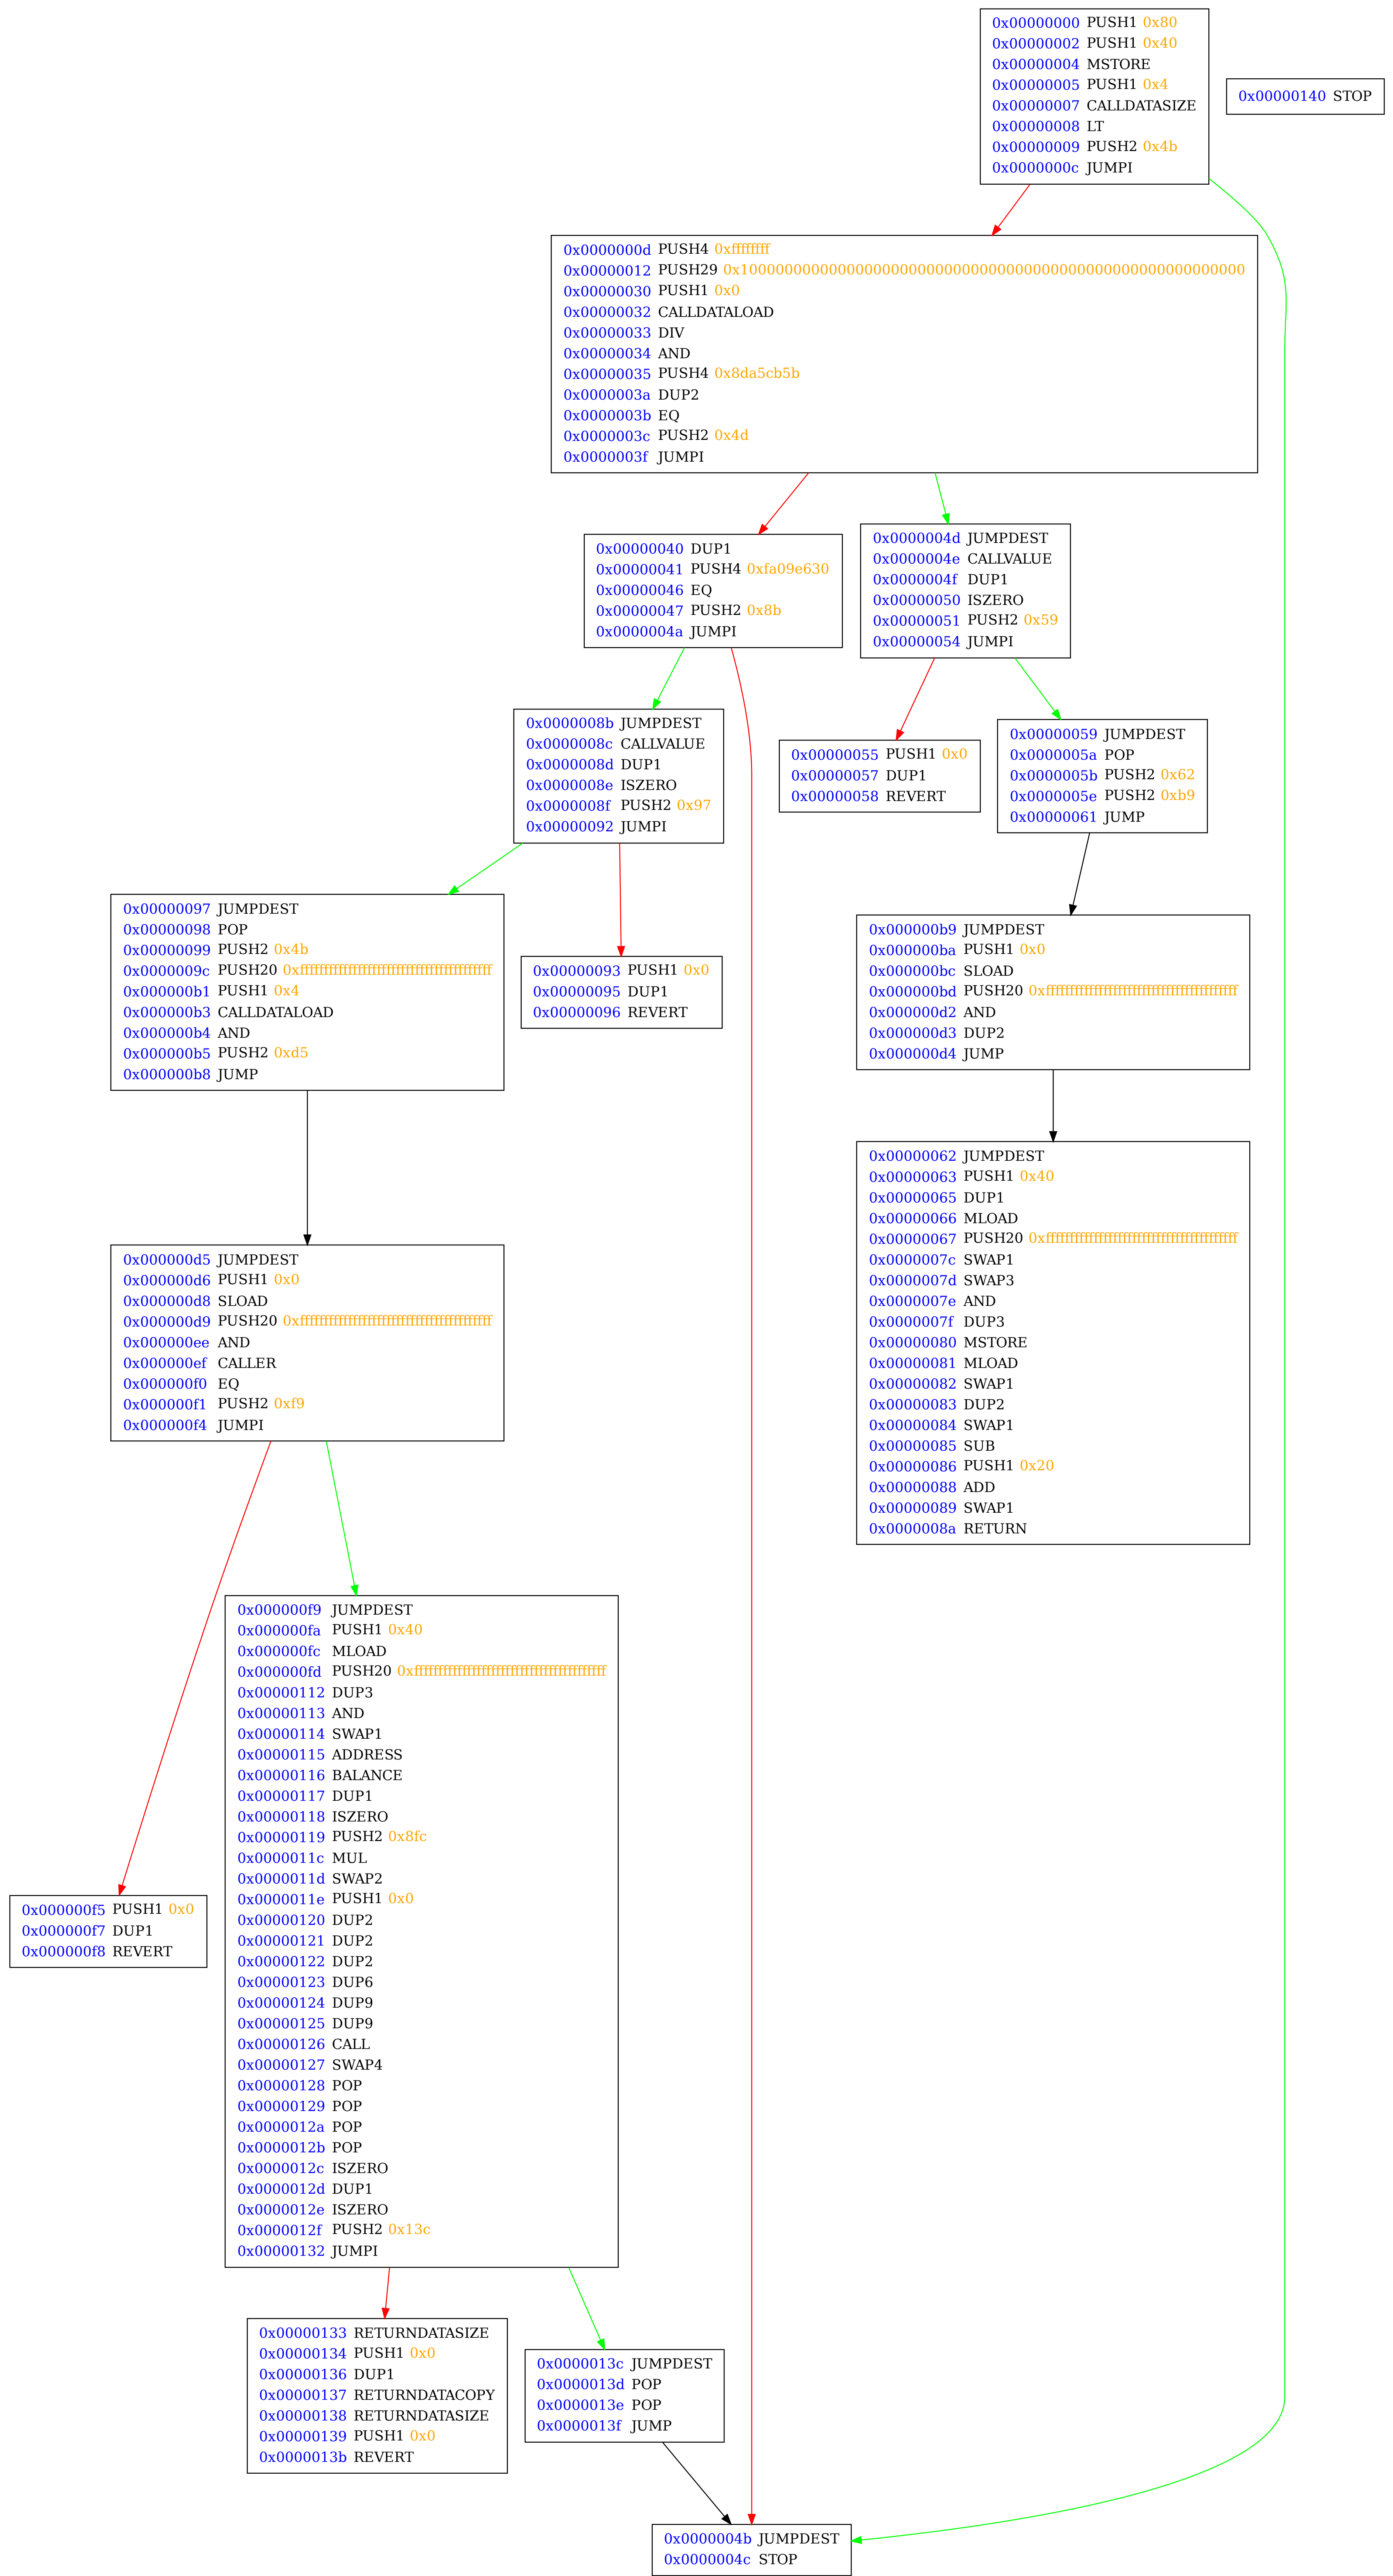 0x00000000 PUSH1 0x80
0x00000002 PUSH1 0x40
0x00000004 MSTORE
0x00000005 PUSH1 0x4
0x00000007 CALLDATASIZE
0x00000008 LT
0x00000009 PUSH2 0x4b
0x0000000c JUMPI
0x00000140 STOP
0x0000000d PUSH4 0xffffffff
0x00000012 PUSH29 0x100000000000000000000000000000000000000000000000000000000
0x00000030 PUSH1 0x0
0x00000032 CALLDATALOAD
0x00000033 DIV
0x00000034 AND
0x00000035 PUSH4 0x8da5cb5b
0x0000003a DUP2
0x0000003b EQ
0x0000003c PUSH2 0x4d
0x0000003f JUMPI
0x00000040 DUP1
0x00000041 PUSH4 0xfa09e630
0x00000046 EQ
0x00000047 PUSH2 0x8b
0x0000004a JUMPI
0x0000004d JUMPDEST
0x0000004e CALLVALUE
0x0000004f DUP1
0x00000050 ISZERO
0x00000051 PUSH2 0x59
0x00000054 JUMPI
0x0000008b JUMPDEST
0x0000008c CALLVALUE
0x0000008d DUP1
0x0000008e ISZERO
0x0000008f PUSH2 0x97
0x00000092 JUMPI
0x00000055 PUSH1 0x0
0x00000057 DUP1
0x00000058 REVERT
0x00000059 JUMPDEST
0x0000005a POP
0x0000005b PUSH2 0x62
0x0000005e PUSH2 0xb9
0x00000061 JUMP
0x00000097 JUMPDEST
0x00000098 POP
0x00000099 PUSH2 0x4b
0x0000009c PUSH20 0xffffffffffffffffffffffffffffffffffffffff
0x000000b1 PUSH1 0x4
0x000000b3 CALLDATALOAD
0x000000b4 AND
0x000000b5 PUSH2 0xd5
0x000000b8 JUMP
0x00000093 PUSH1 0x0
0x00000095 DUP1
0x00000096 REVERT
0x000000b9 JUMPDEST
0x000000ba PUSH1 0x0
0x000000bc SLOAD
0x000000bd PUSH20 0xffffffffffffffffffffffffffffffffffffffff
0x000000d2 AND
0x000000d3 DUP2
0x000000d4 JUMP
0x00000062 JUMPDEST
0x00000063 PUSH1 0x40
0x00000065 DUP1
0x00000066 MLOAD
0x00000067 PUSH20 0xffffffffffffffffffffffffffffffffffffffff
0x0000007c SWAP1
0x0000007d SWAP3
0x0000007e AND
0x0000007f DUP3
0x00000080 MSTORE
0x00000081 MLOAD
0x00000082 SWAP1
0x00000083 DUP2
0x00000084 SWAP1
0x00000085 SUB
0x00000086 PUSH1 0x20
0x00000088 ADD
0x00000089 SWAP1
0x0000008a RETURN
0x000000d5 JUMPDEST
0x000000d6 PUSH1 0x0
0x000000d8 SLOAD
0x000000d9 PUSH20 0xffffffffffffffffffffffffffffffffffffffff
0x000000ee AND
0x000000ef CALLER
0x000000f0 EQ
0x000000f1 PUSH2 0xf9
0x000000f4 JUMPI
0x000000f9 JUMPDEST
0x000000fa PUSH1 0x40
0x000000fc MLOAD
0x000000fd PUSH20 0xffffffffffffffffffffffffffffffffffffffff
0x00000112 DUP3
0x00000113 AND
0x00000114 SWAP1
0x00000115 ADDRESS
0x00000116 BALANCE
0x00000117 DUP1
0x00000118 ISZERO
0x00000119 PUSH2 0x8fc
0x0000011c MUL
0x0000011d SWAP2
0x0000011e PUSH1 0x0
0x00000120 DUP2
0x00000121 DUP2
0x00000122 DUP2
0x00000123 DUP6
0x00000124 DUP9
0x00000125 DUP9
0x00000126 CALL
0x00000127 SWAP4
0x00000128 POP
0x00000129 POP
0x0000012a POP
0x0000012b POP
0x0000012c ISZERO
0x0000012d DUP1
0x0000012e ISZERO
0x0000012f PUSH2 0x13c
0x00000132 JUMPI
0x000000f5 PUSH1 0x0
0x000000f7 DUP1
0x000000f8 REVERT
0x00000133 RETURNDATASIZE
0x00000134 PUSH1 0x0
0x00000136 DUP1
0x00000137 RETURNDATACOPY
0x00000138 RETURNDATASIZE
0x00000139 PUSH1 0x0
0x0000013b REVERT
0x0000013c JUMPDEST
0x0000013d POP
0x0000013e POP
0x0000013f JUMP
0x0000004b JUMPDEST
0x0000004c STOP